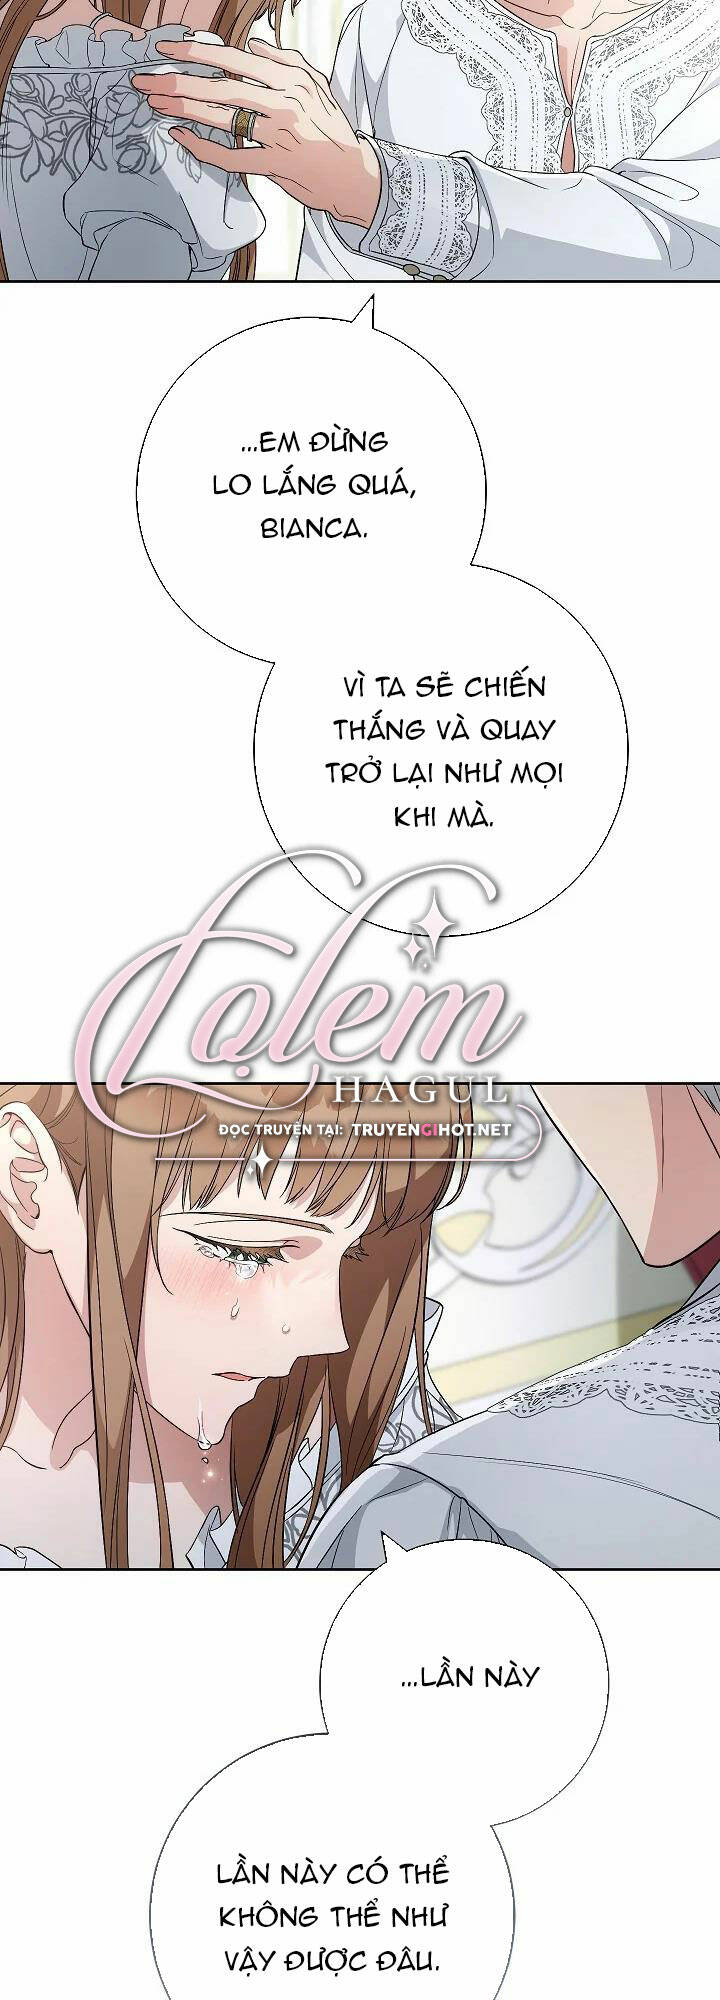 ...EM ĐỪNG
LO LẮNG QUÁ,
BIANCA.
VÌ TA SẼ CHIẾN
THẮNG VÀ QUAY
TRỞ LẠI NHƯ MỌI
KHI MÀ.
Lọlem
HAGUL
ĐỌC TRUYỆN TẠI: TRUYENGIHOT.NET
...LẦN NÀY
LẦN NÀY CÓ THỂ
KHÔNG THỂ NHƯ
VẬY ĐƯỢC ĐÂU.